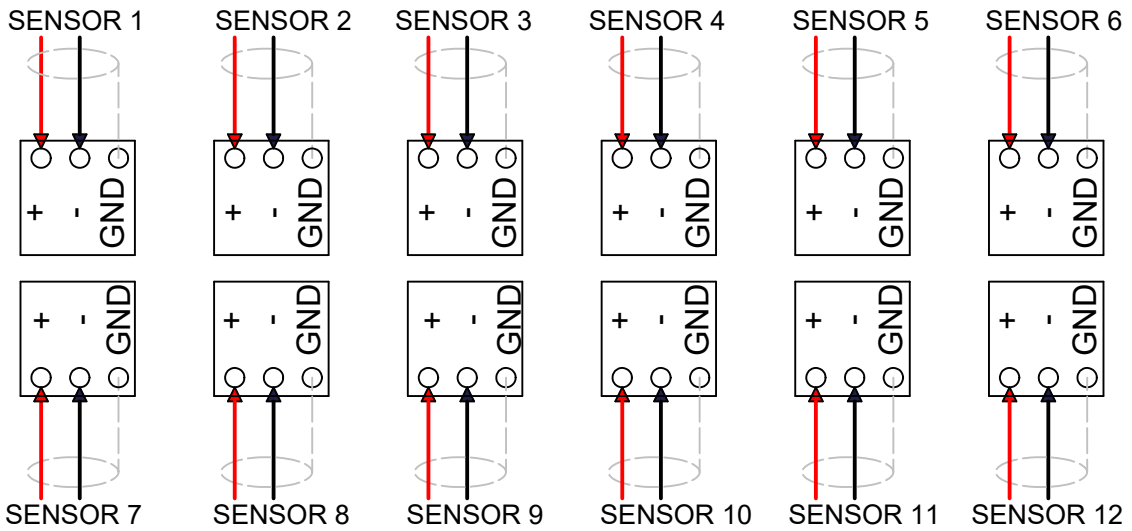 SENSOR 1 SENSOR 2 SENSOR 3 SENSOR 4 SENSOR 5 SENSOR 6
+ - GND + - GND + - GND + - GND + - GND + - GND
+ - GND + - GND + - GND + - GND + - GND + - GND
SENSOR 7 SENSOR 8 SENSOR 9 SENSOR 10 SENSOR 11 SENSOR 12